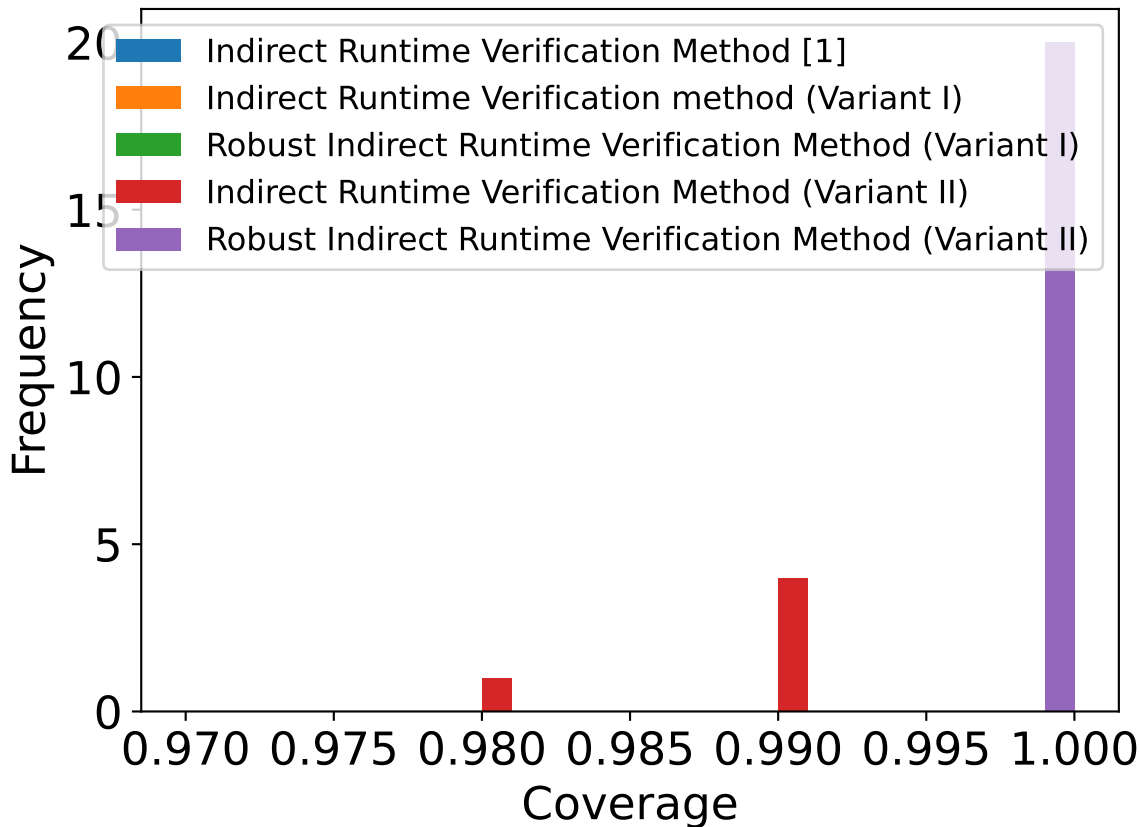 Indirect Runtime Verification Method [1]
Indirect Runtime Verification method (Variant I)
Robust Indirect Runtime Verification Method (Variant I)
Indirect Runtime Verification Method (Variant II)
Robust Indirect Runtime Verification Method (Variant II)
20
15
10
5
0
Frequency
0.970 0.975 0.980 0.985 0.990 0.995 1.000
Coverage